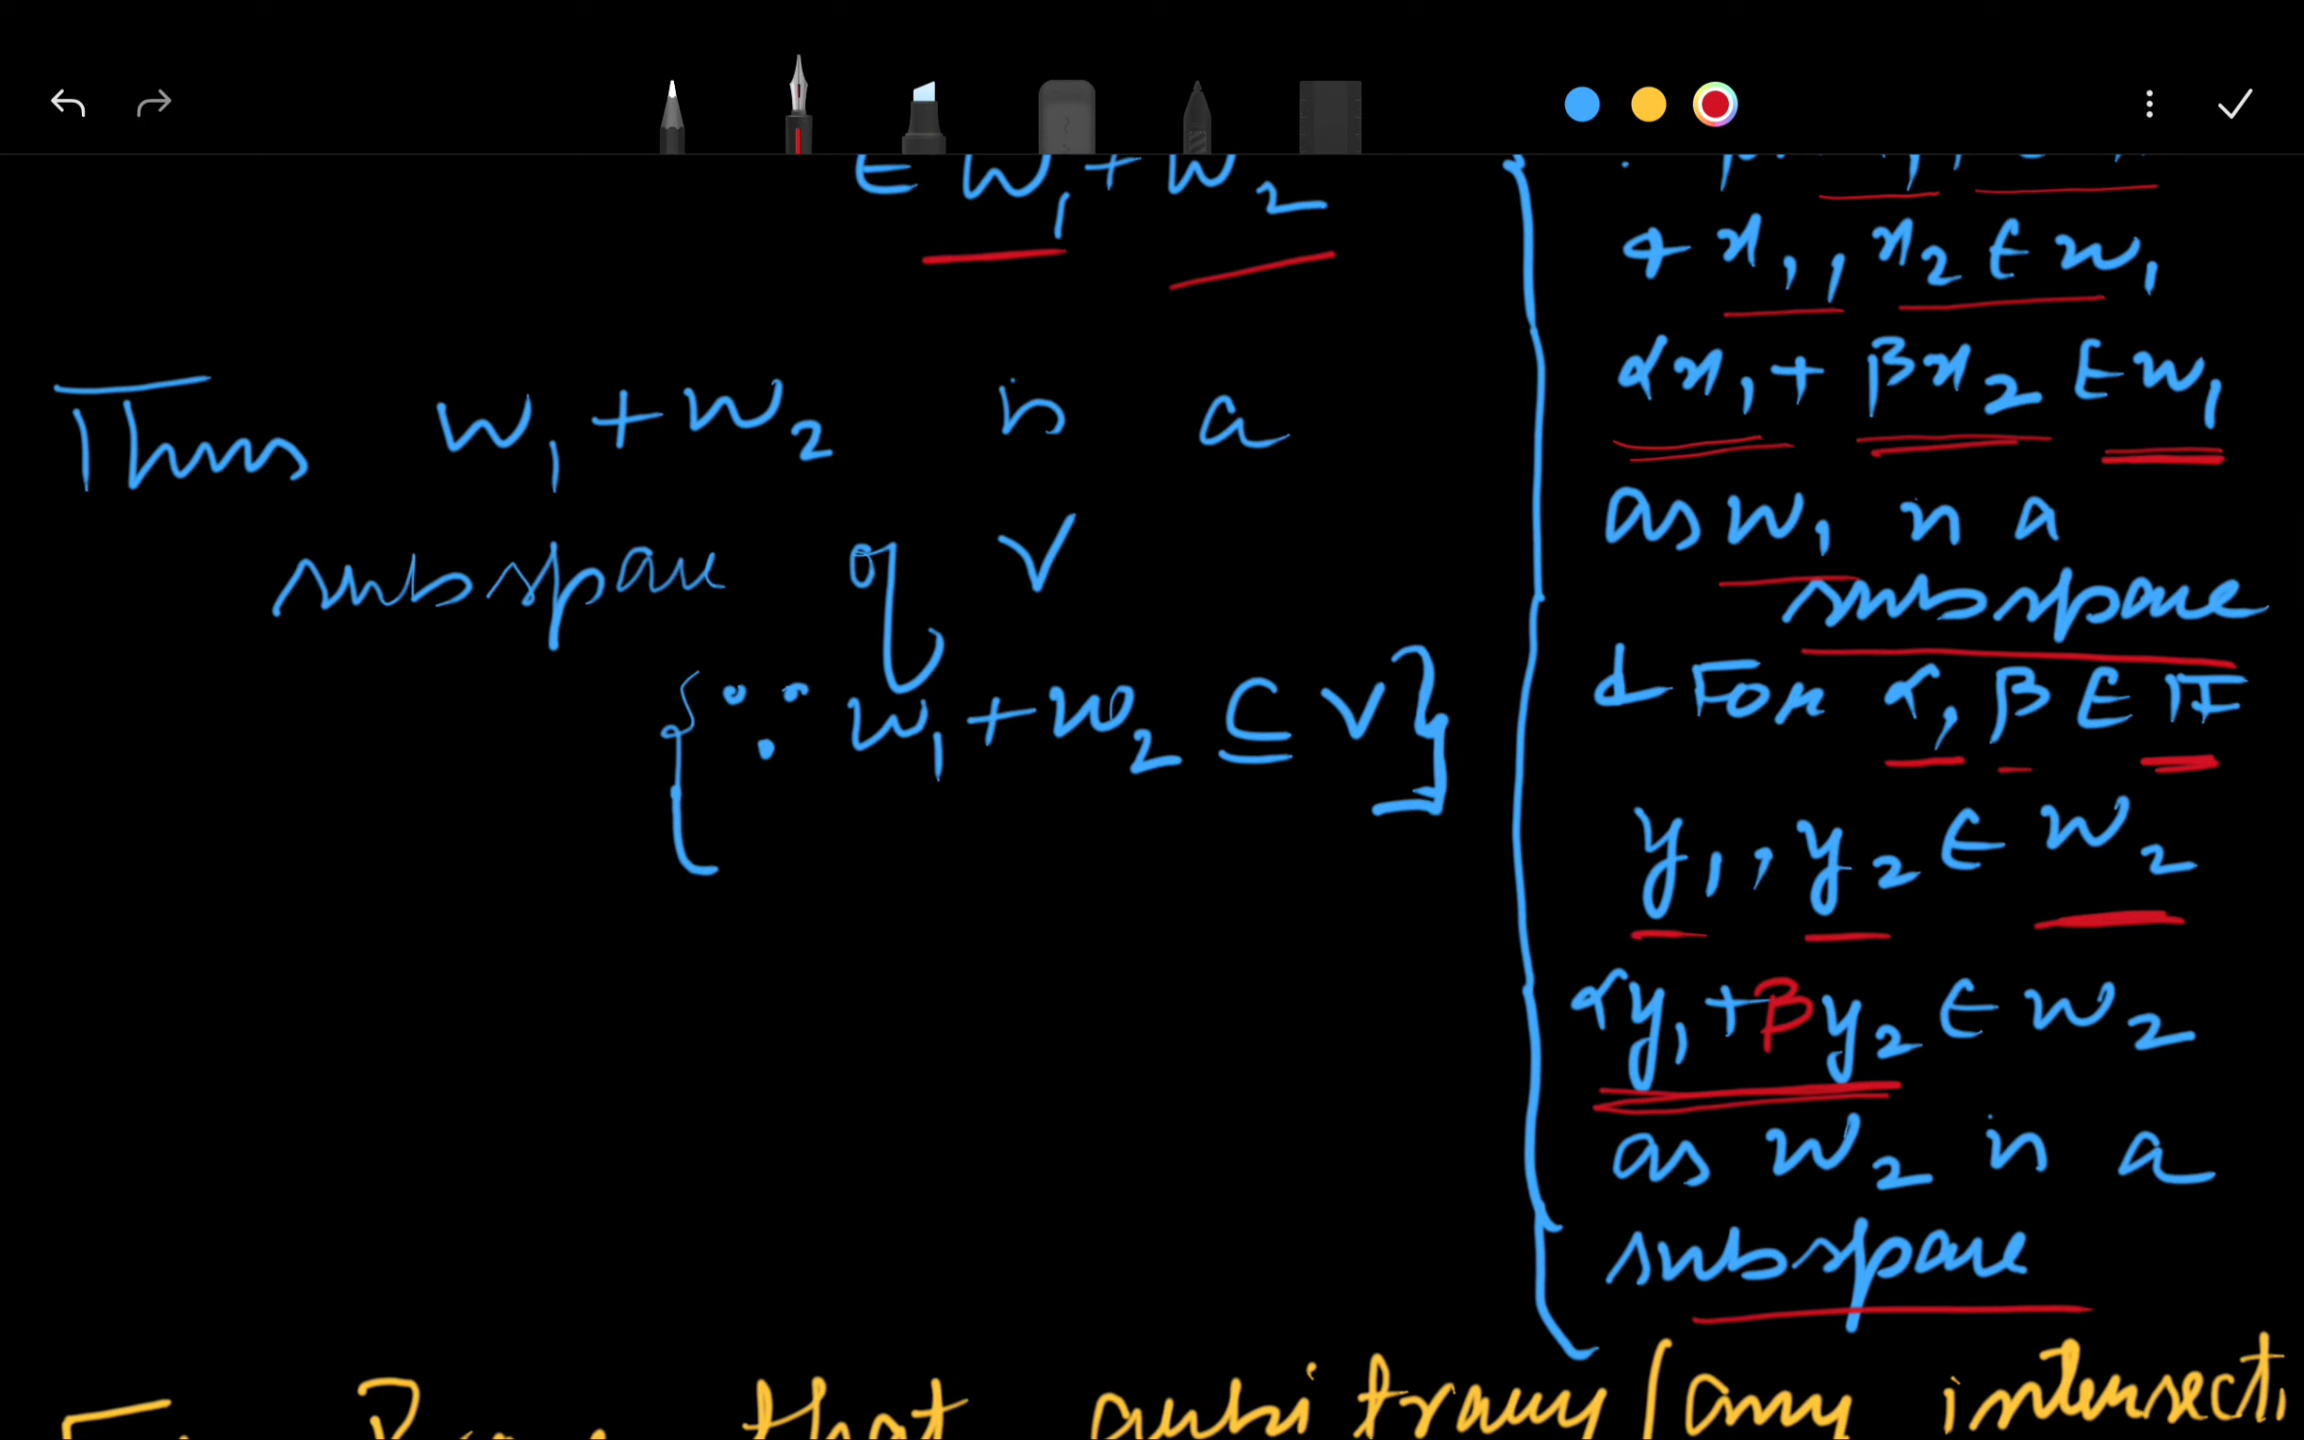 ∈ W₁ + W₂
Thus W₁ + W₂ is a
subspace of V
{∵ W₁ + W₂ ⊆ V}
& x₁, x₂ ∈ W₁
αx₁ + βx₂ ∈ W₁
as W₁ is a
subspace
& For α, β ∈ F
y₁, y₂ ∈ W₂
αy₁ + βy₂ ∈ W₂
as W₂ is a
subspace
that arbitrary / any intersecti